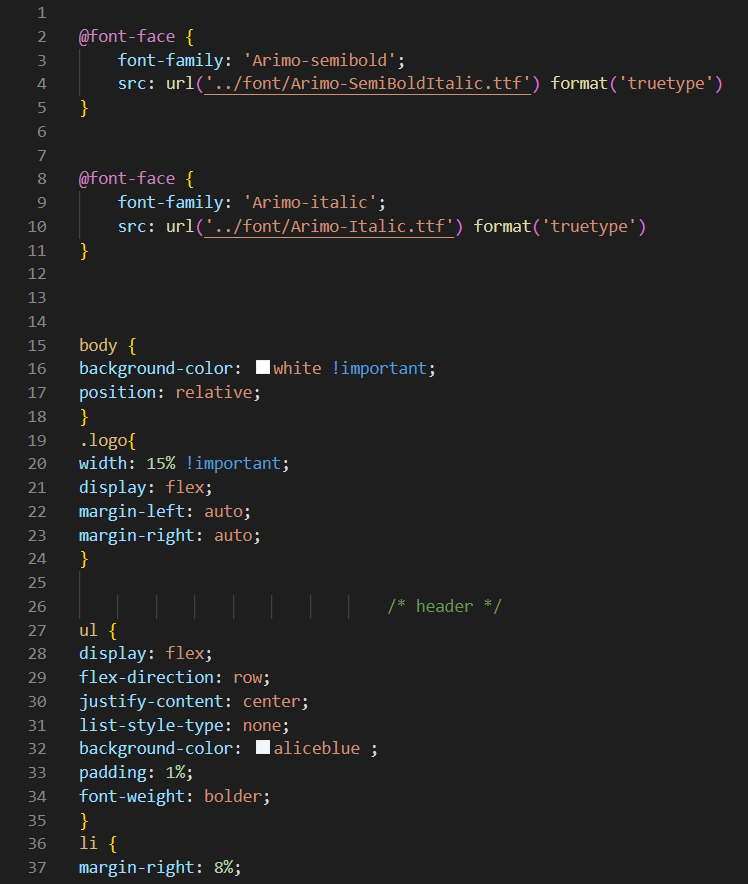 1
2 @font-face {
3 font-family: 'Arimo-semibold';
4 src: url('../font/Arimo-SemiBoldItalic.ttf') format('truetype')
5 }
6
7
8 @font-face {
9 font-family: 'Arimo-italic';
10 src: url('../font/Arimo-Italic.ttf') format('truetype')
11 }
12
13
14
15 body {
16 background-color: white !important;
17 position: relative;
18 }
19 .logo{
20 width: 15% !important;
21 display: flex;
22 margin-left: auto;
23 margin-right: auto;
24 }
25
26 /* header */
27 ul {
28 display: flex;
29 flex-direction: row;
30 justify-content: center;
31 list-style-type: none;
32 background-color: aliceblue ;
33 padding: 1%;
34 font-weight: bolder;
35 }
36 li {
37 margin-right: 8%;